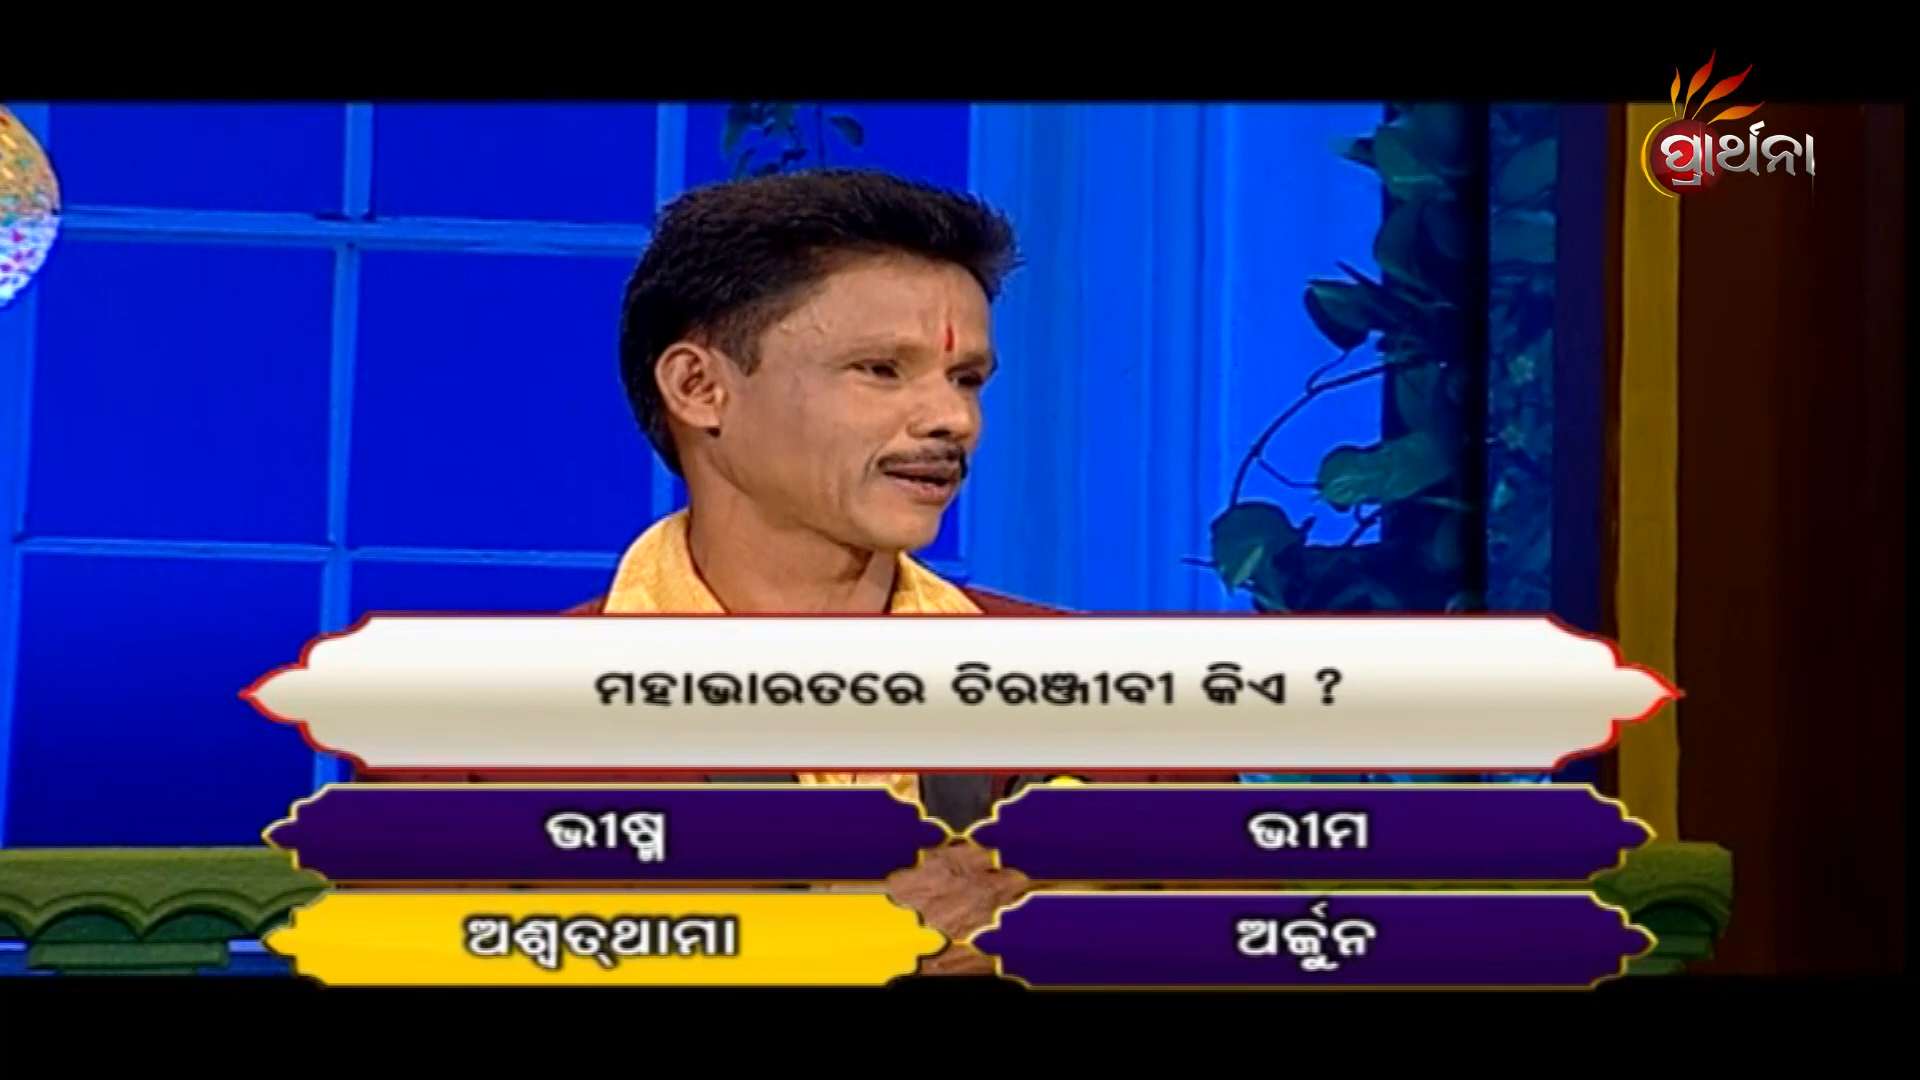 ପ୍ରାର୍ଥନା
ମହାଭାରତରେ ଚିରଞ୍ଜୀବୀ କିଏ ?
ଭୀଷ୍ମ
ଭୀମ
ଅଶ୍ୱତ୍‌ଥାମା
ଅର୍ଜୁନ